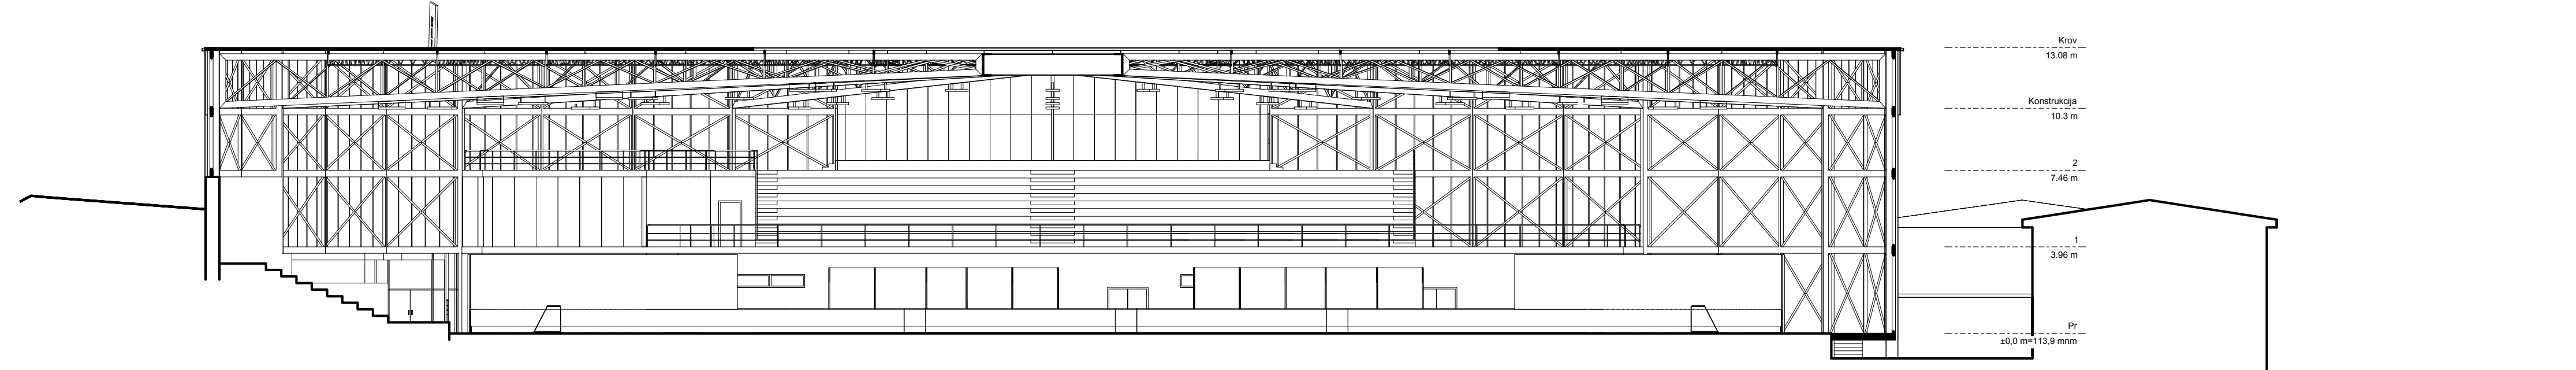 Krov
13.08 m
Konstrukcija
10.3 m
2
7.46 m
1
3.96 m
Pr
±0,0 m=113,9 mnm